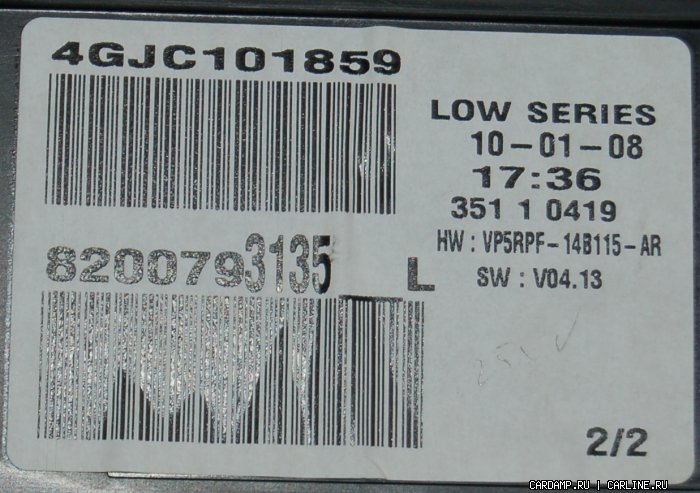 4GJC101859
LOW SERIES
10-01-08
17:36
351 1 0419
HW : VP5RPF-14B115-AR
SW : V04.13
8200793135___L
2/2
CARDAMP.RU | CARLINE.RU